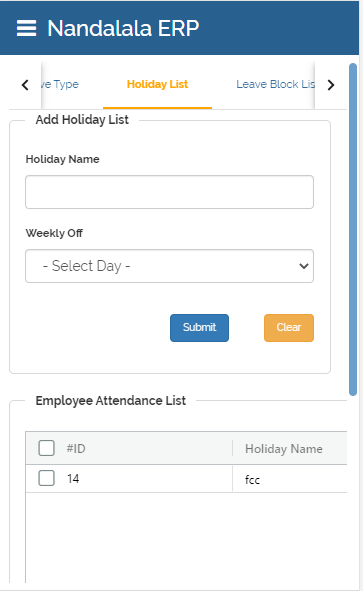 Nandalala ERP
ve Type Holiday List Leave Block Lis
Add Holiday List
Holiday Name
Weekly Off
- Select Day -
Submit Clear
Employee Attendance List
#ID Holiday Name
14 fcc